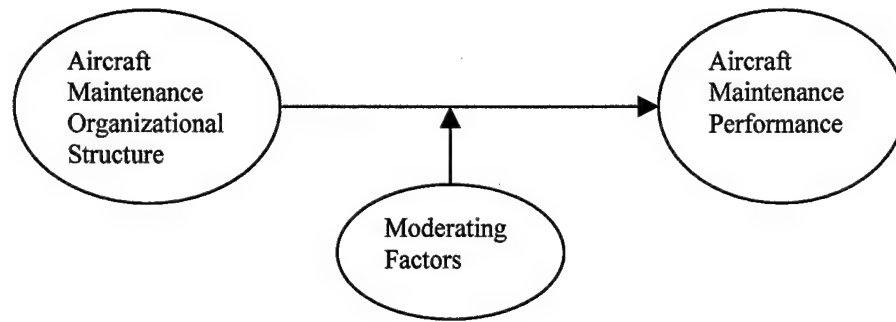 Aircraft
Maintenance
Organizational
Structure
Aircraft
Maintenance
Performance
Moderating
Factors